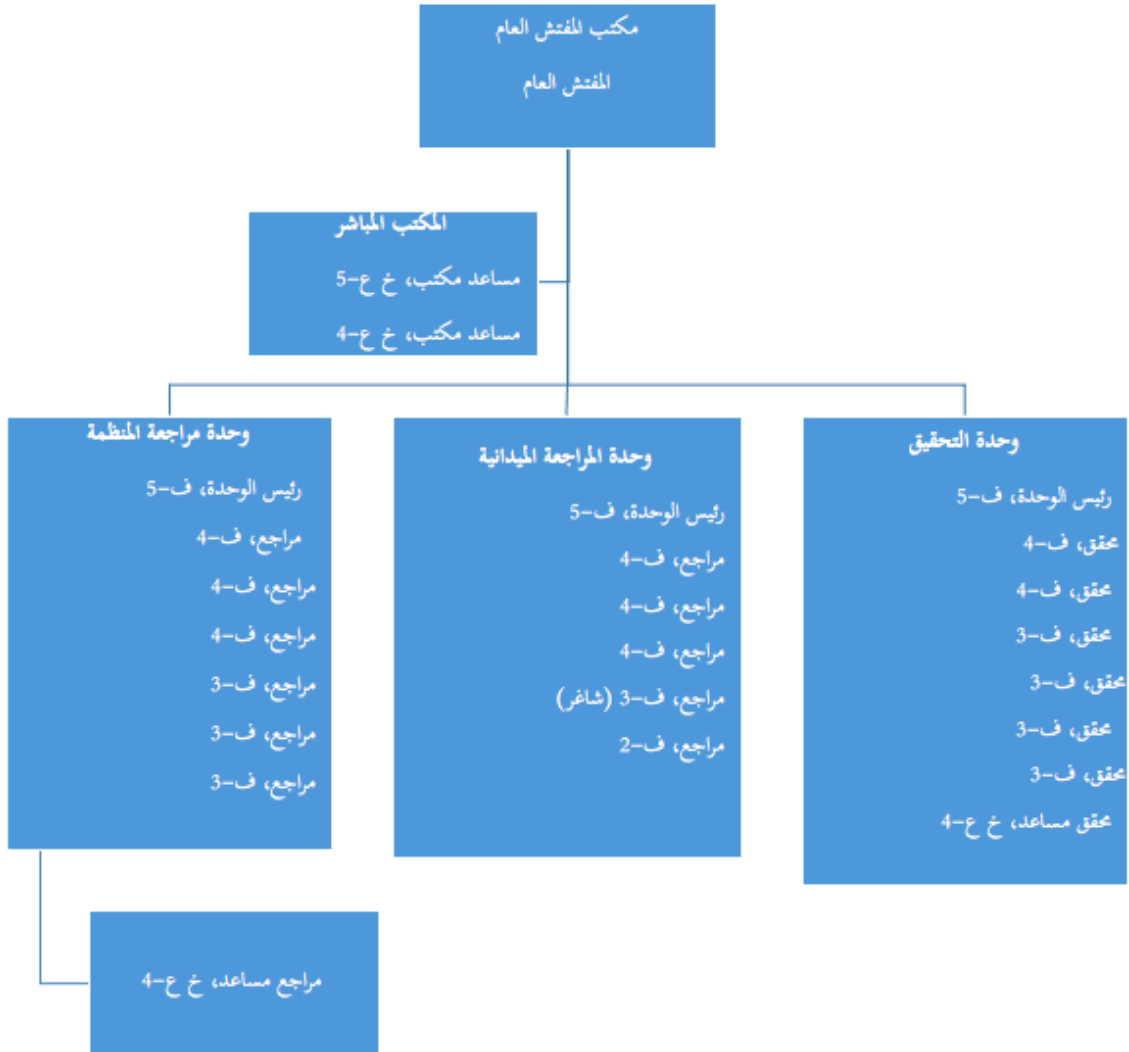 مكتب المفتش العام
المفتش العام
المكتب المباشر
مساعد مكتب، خ ع-5
مساعد مكتب، خ ع-4
وحدة التحقيق
رئيس الوحدة، ف-5
محقق، ف-4
محقق، ف-4
محقق، ف-3
محقق، ف-3
محقق، ف-3
محقق، ف-3
محقق مساعد، خ ع-4
وحدة المراجعة الميدانية
رئيس الوحدة، ف-5
مراجع، ف-4
مراجع، ف-4
مراجع، ف-4
مراجع، ف-3 (شاغر)
مراجع، ف-2
وحدة مراجعة المنظمة
رئيس الوحدة، ف-5
مراجع، ف-4
مراجع، ف-4
مراجع، ف-4
مراجع، ف-3
مراجع، ف-3
مراجع، ف-3
مراجع مساعد، خ ع-4